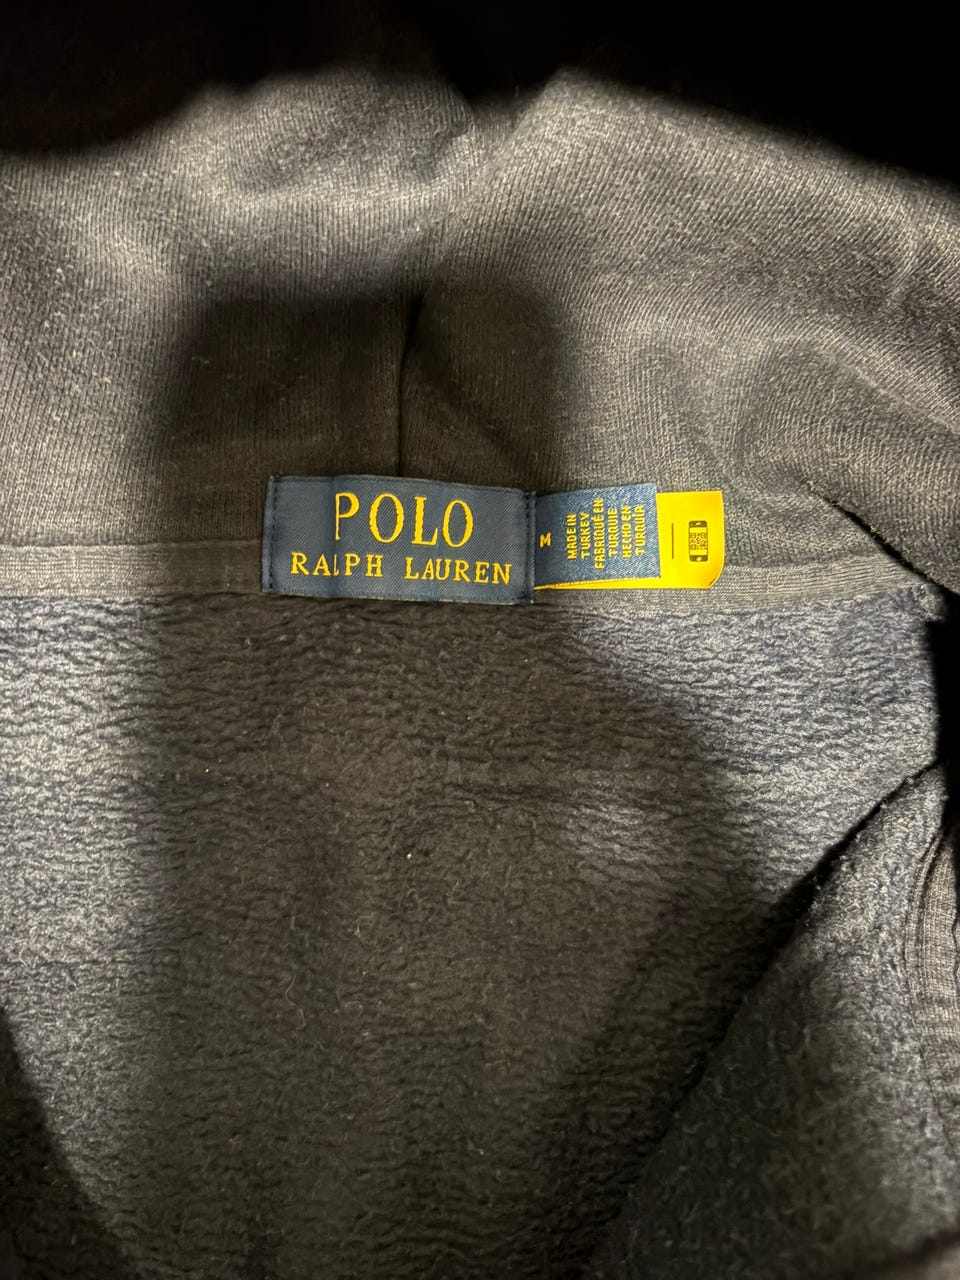 POLO
RALPH LAUREN
M
MADE IN
TURKEY
FABRIQUÉ EN
TURQUIE
HECHO EN
TURQUÍA